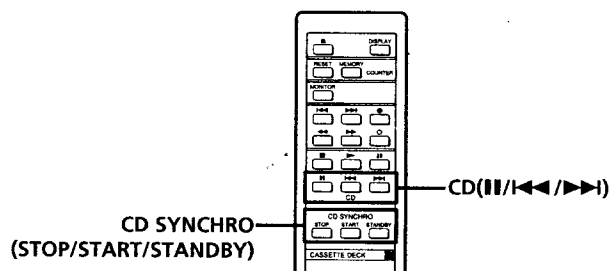 DISPLAY
RESET MEMORY COUNTER
MONITOR
CD
CD(▮▮/|◀◀/▶▶|)
CD SYNCHRO
STOP START STANDBY
CD SYNCHRO
(STOP/START/STANDBY)
CASSETTE DECK